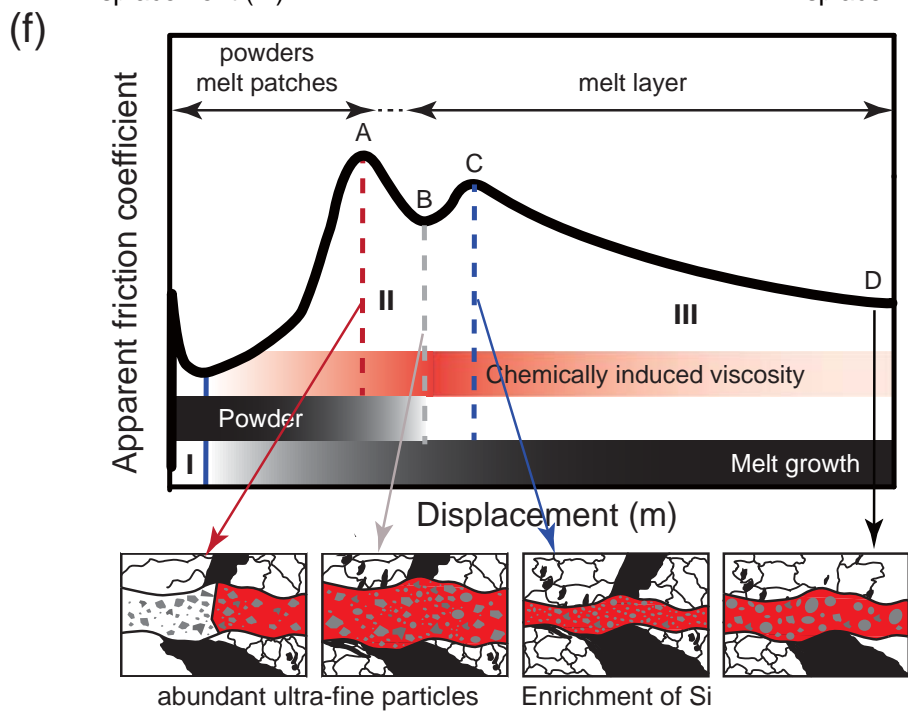 (f)
powders
melt patches
melt layer
A
B
C
D
Apparent friction coefficient
II
III
Chemically induced viscosity
Powder
I
Melt growth
Displacement (m)
abundant ultra-fine particles
Enrichment of Si